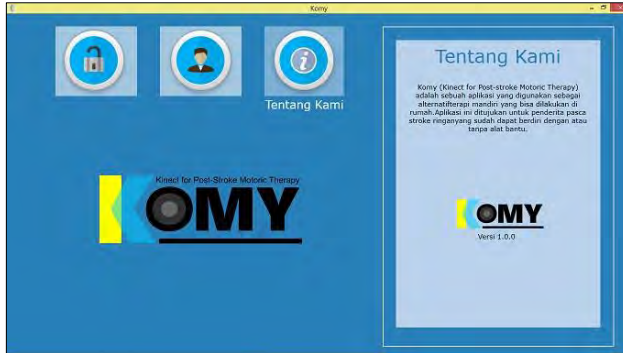 Komy
Tentang Kami
Kinect for Post-Stroke Motoric Therapy
KOMY
Tentang Kami
Komy (Kinect for Post-stroke Motoric Therapy)
adalah sebuah aplikasi yang digunakan sebagai
alternatifterapi mandiri yang bisa dilakukan di
rumah.Aplikasi ini ditujukan untuk penderita pasca
stroke ringanyang sudah dapat berdiri dengan atau
tanpa alat bantu.
KOMY
Versi 1.0.0